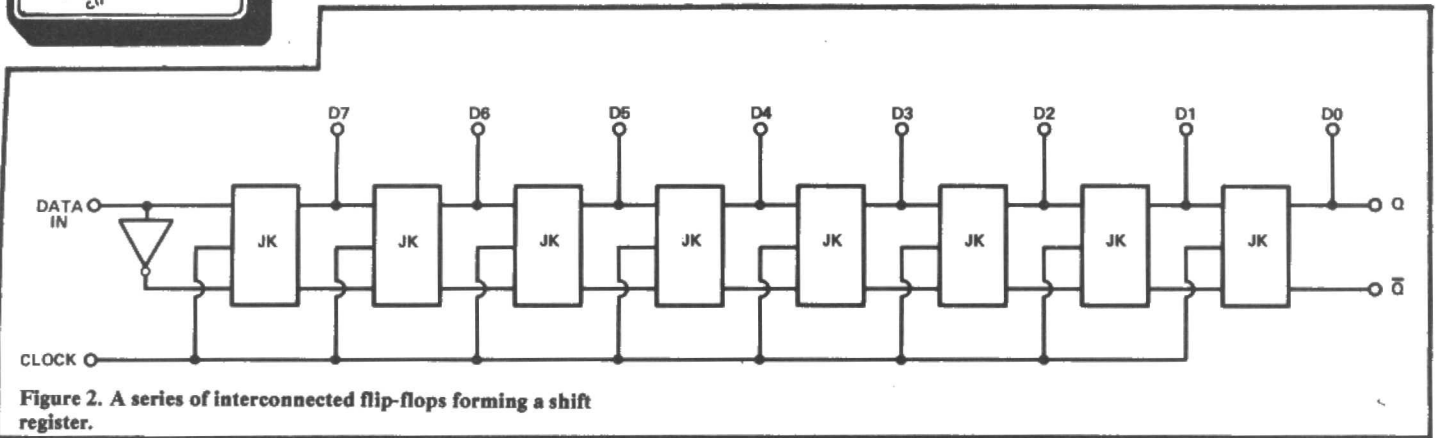 D7 D6 D5 D4 D3 D2 D1 D0
DATA IN
JK JK JK JK JK JK JK JK
Q
Q̅
CLOCK
Figure 2. A series of interconnected flip-flops forming a shift
register.